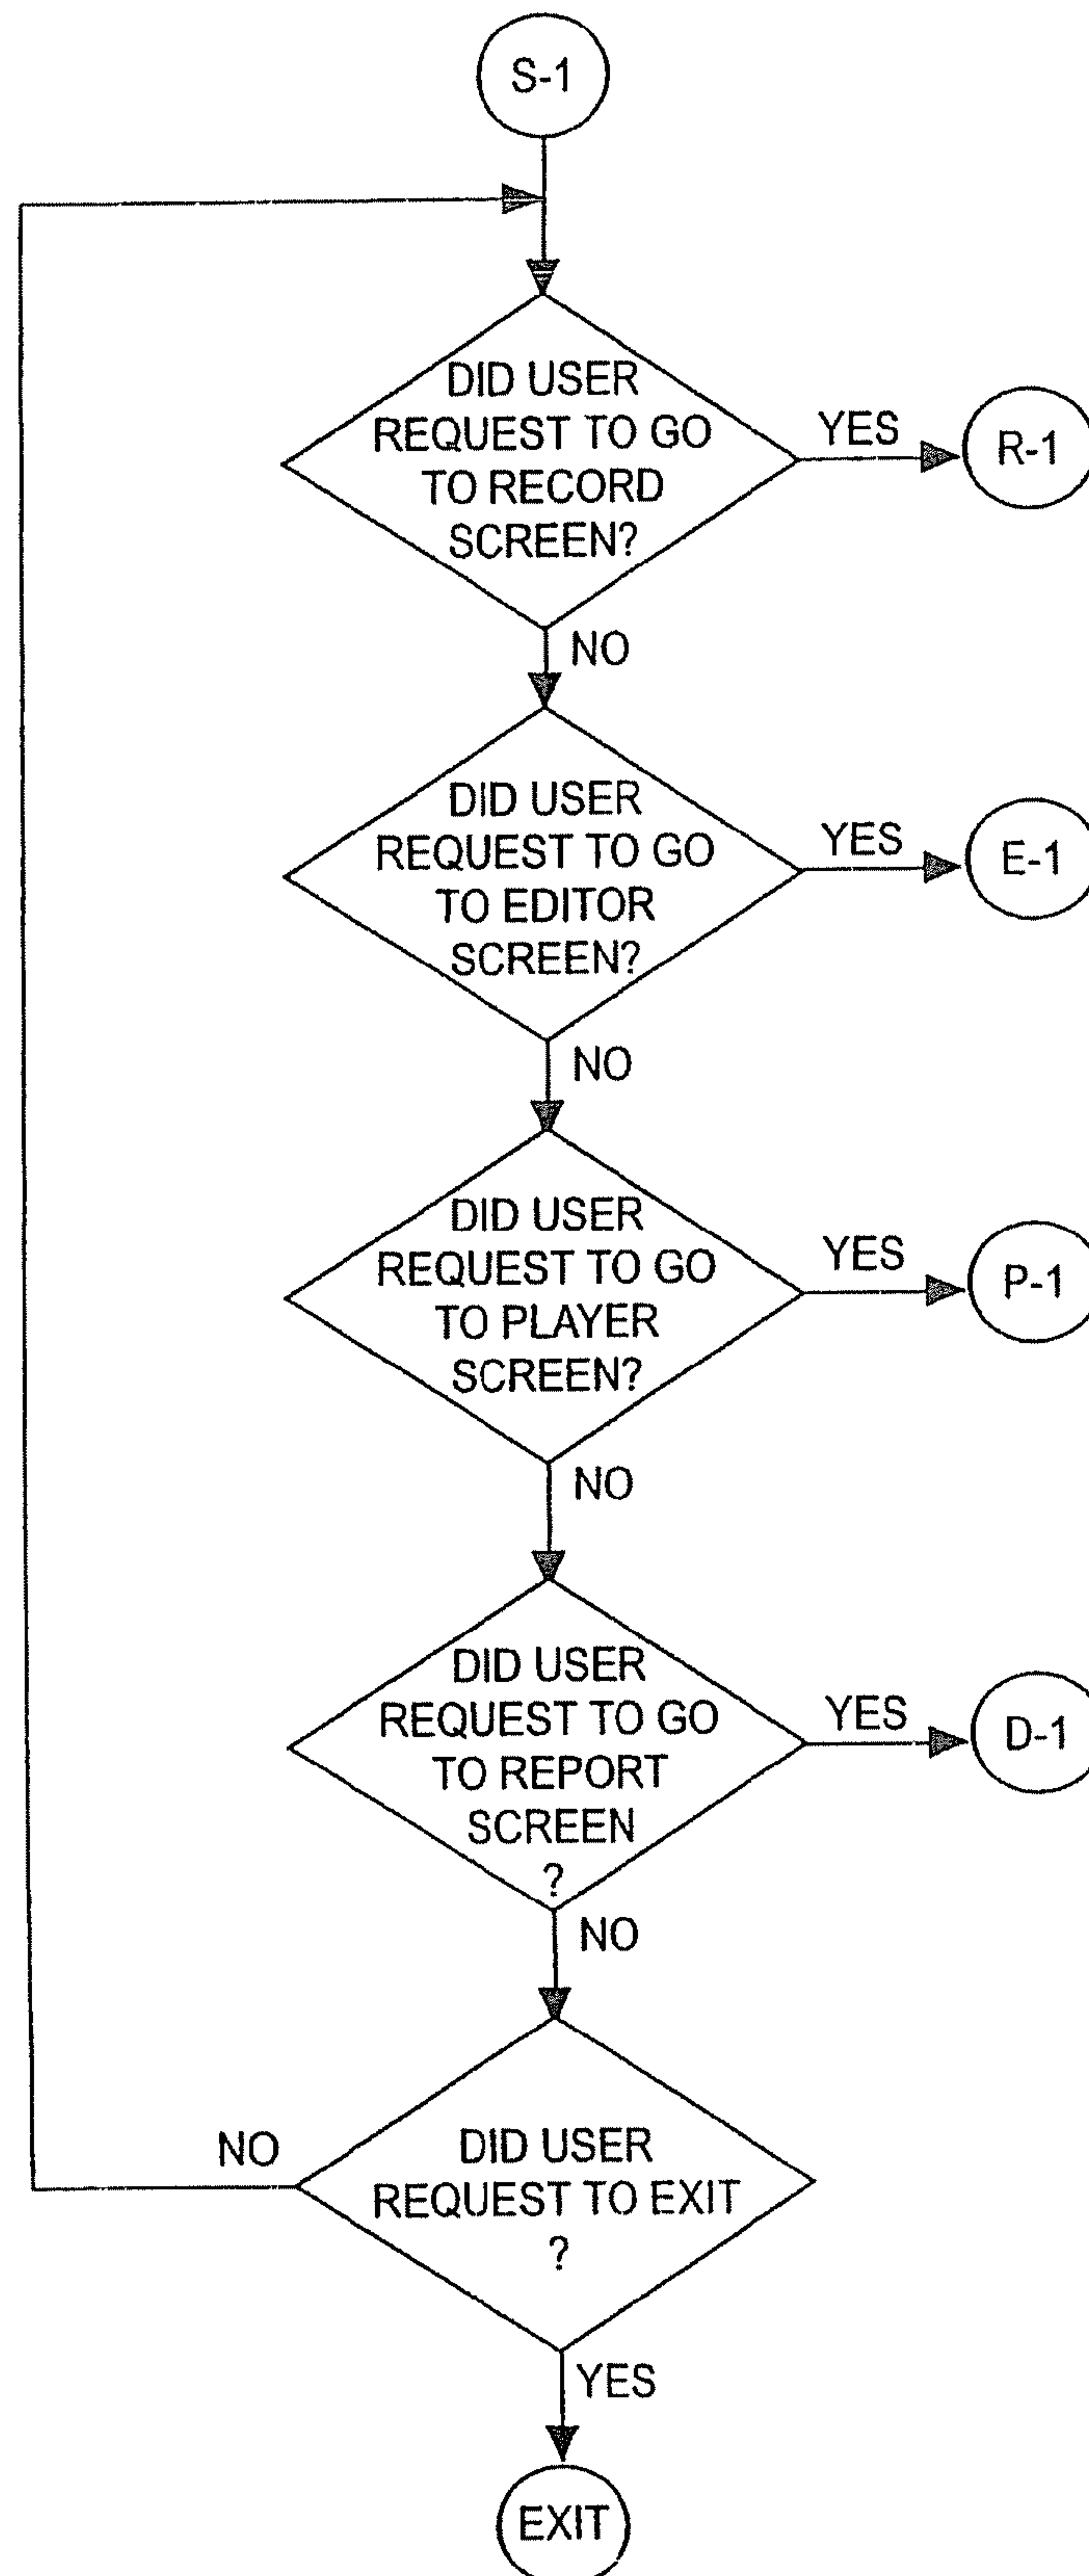 S-1
DID USER
REQUEST TO GO
TO RECORD
SCREEN?
YES
R-1
NO
DID USER
REQUEST TO GO
TO EDITOR
SCREEN?
YES
E-1
NO
DID USER
REQUEST TO GO
TO PLAYER
SCREEN?
YES
P-1
NO
DID USER
REQUEST TO GO
TO REPORT
SCREEN
?
YES
D-1
NO
DID USER
REQUEST TO EXIT
?
NO
YES
EXIT